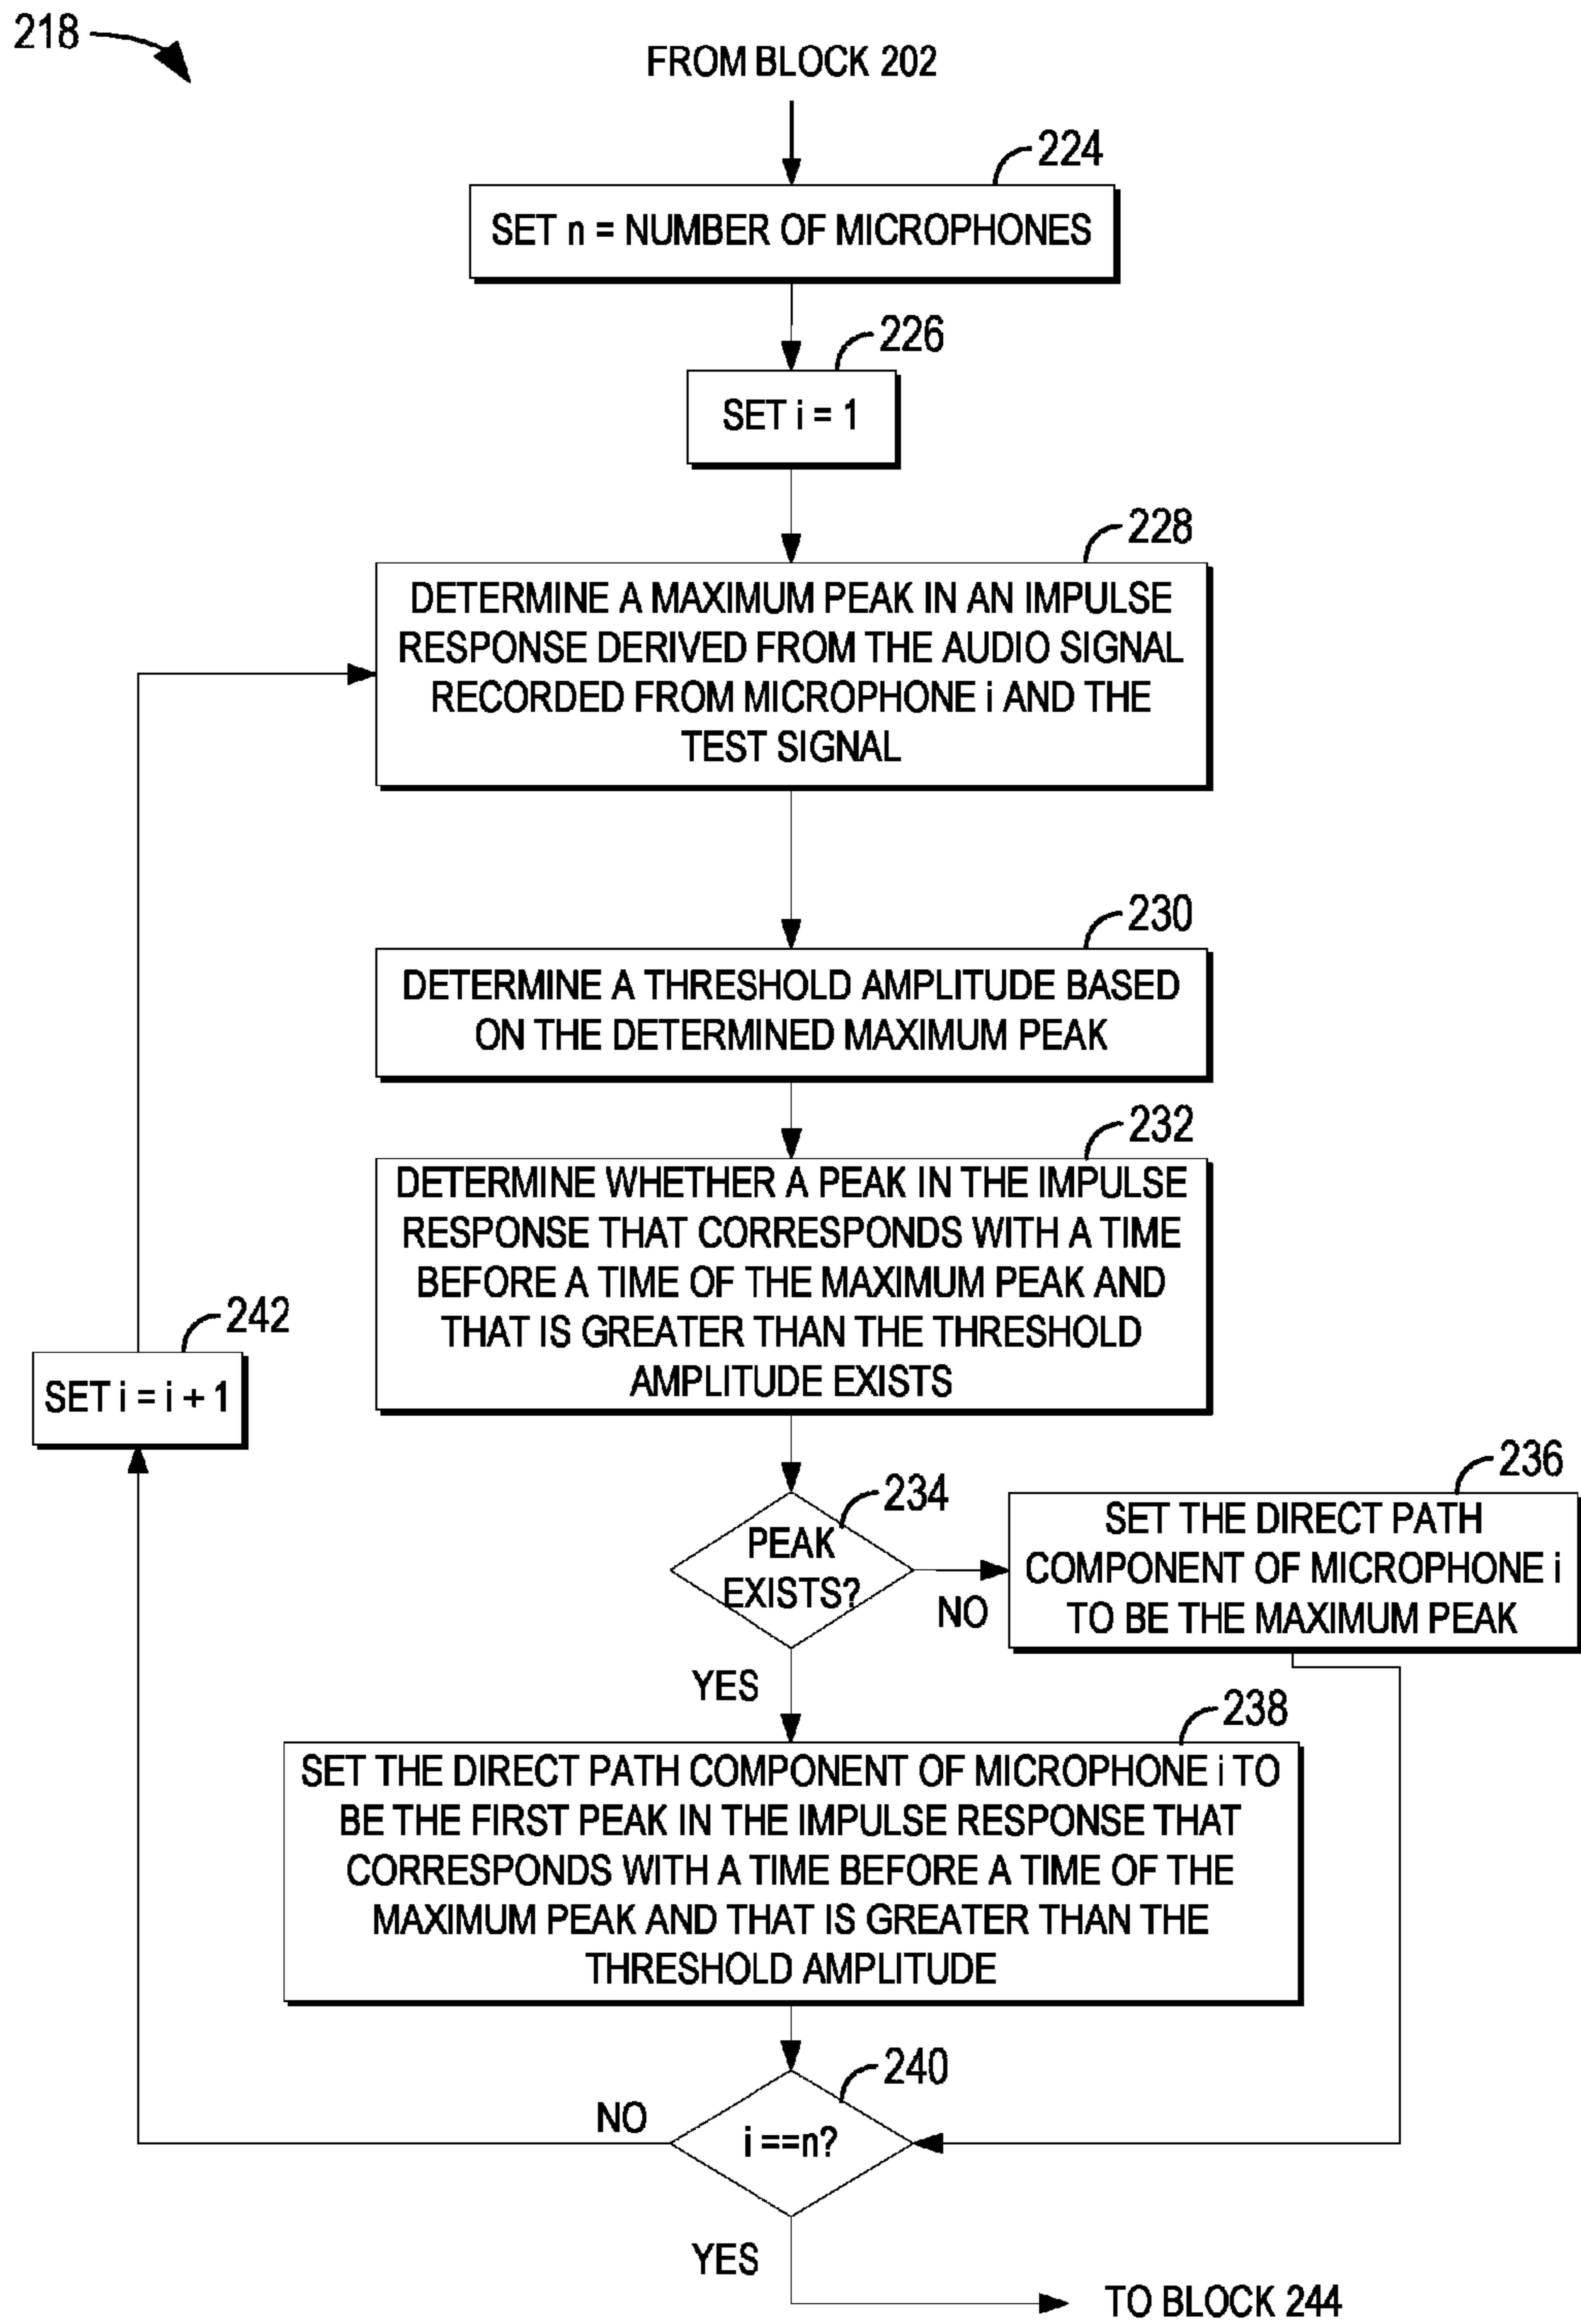 218
FROM BLOCK 202
224
SET n = NUMBER OF MICROPHONES
226
SET i = 1
228
DETERMINE A MAXIMUM PEAK IN AN IMPULSE
RESPONSE DERIVED FROM THE AUDIO SIGNAL
RECORDED FROM MICROPHONE i AND THE
TEST SIGNAL
230
DETERMINE A THRESHOLD AMPLITUDE BASED
ON THE DETERMINED MAXIMUM PEAK
232
DETERMINE WHETHER A PEAK IN THE IMPULSE
RESPONSE THAT CORRESPONDS WITH A TIME
BEFORE A TIME OF THE MAXIMUM PEAK AND
THAT IS GREATER THAN THE THRESHOLD
AMPLITUDE EXISTS
242
SET i = i + 1
234
PEAK
EXISTS?
NO
236
SET THE DIRECT PATH
COMPONENT OF MICROPHONE i
TO BE THE MAXIMUM PEAK
YES
238
SET THE DIRECT PATH COMPONENT OF MICROPHONE i TO
BE THE FIRST PEAK IN THE IMPULSE RESPONSE THAT
CORRESPONDS WITH A TIME BEFORE A TIME OF THE
MAXIMUM PEAK AND THAT IS GREATER THAN THE
THRESHOLD AMPLITUDE
240
NO
i ==n?
YES
TO BLOCK 244